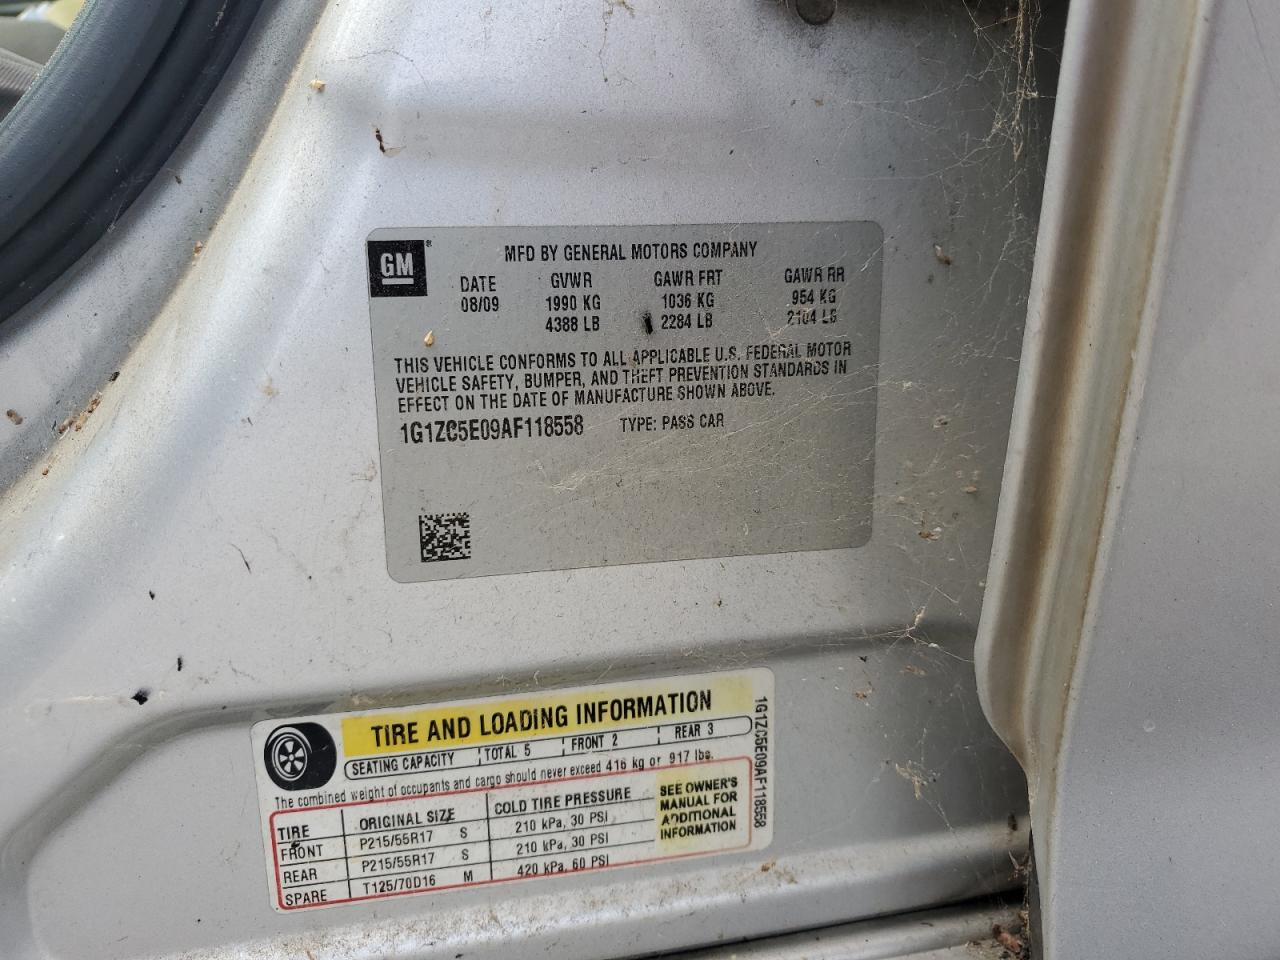 GM ®
MFD BY GENERAL MOTORS COMPANY
DATE GVWR GAWR FRT GAWR RR
08/09 1990 KG 1036 KG 954 KG
4388 LB 2284 LB 2104 LB
THIS VEHICLE CONFORMS TO ALL APPLICABLE U.S. FEDERAL MOTOR
VEHICLE SAFETY, BUMPER, AND THEFT PREVENTION STANDARDS IN
EFFECT ON THE DATE OF MANUFACTURE SHOWN ABOVE.
1G1ZC5E09AF118558 TYPE: PASS CAR
TIRE AND LOADING INFORMATION
SEATING CAPACITY TOTAL 5 FRONT 2 REAR 3
The combined weight of occupants and cargo should never exceed 416 kg or 917 lbs.
TIRE ORIGINAL SIZE COLD TIRE PRESSURE
FRONT P215/55R17 S 210 kPa, 30 PSI
REAR P215/55R17 S 210 kPa, 30 PSI
SPARE T125/70D16 M 420 kPa, 60 PSI
SEE OWNER'S
MANUAL FOR
ADDITIONAL
INFORMATION
1G1ZC5E09AF118558